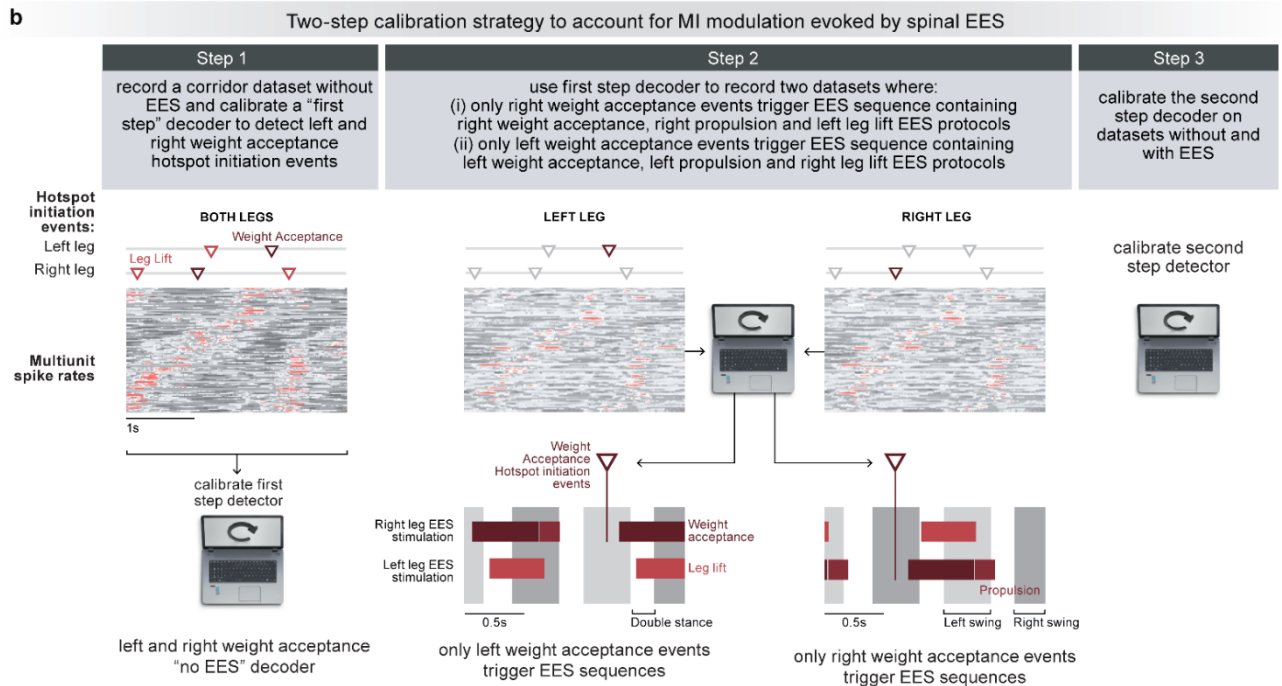 b
Two-step calibration strategy to account for MI modulation evoked by spinal EES
Step 1
record a corridor dataset without
EES and calibrate a “first
step” decoder to detect left and
right weight acceptance
hotspot initiation events
Step 2
use first step decoder to record two datasets where:
(i) only right weight acceptance events trigger EES sequence containing
right weight acceptance, right propulsion and left leg lift EES protocols
(ii) only left weight acceptance events trigger EES sequence containing
left weight acceptance, left propulsion and right leg lift EES protocols
Step 3
calibrate the second
step decoder on
datasets without and
with EES
Hotspot
initiation
events:
Left leg
Right leg
BOTH LEGS
Weight Acceptance
Leg Lift
LEFT LEG
RIGHT LEG
calibrate second
step detector
Multiunit
spike rates
1s
calibrate first
step detector
left and right weight acceptance
“no EES” decoder
Weight
Acceptance
Hotspot initiation
events
Right leg EES
stimulation
Left leg EES
stimulation
Weight
acceptance
Leg lift
Propulsion
0.5s
Double stance
0.5s
Left swing
Right swing
only left weight acceptance events
trigger EES sequences
only right weight acceptance events
trigger EES sequences